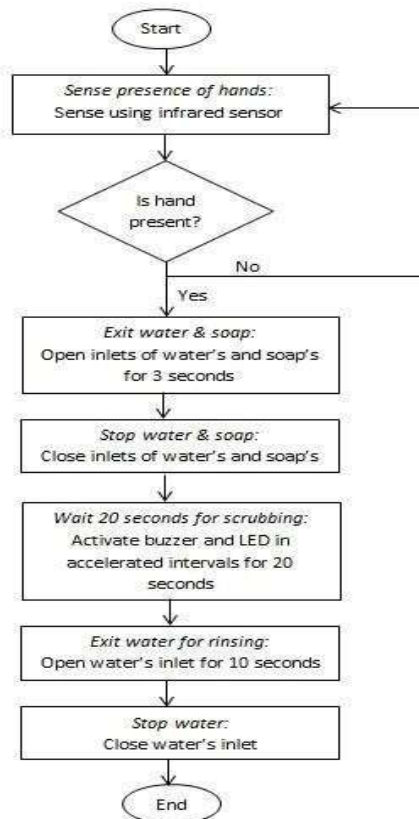 Start
Sense presence of hands:
Sense using infrared sensor
Is hand
present?
No
Yes
Exit water & soap:
Open inlets of water's and soap's
for 3 seconds
Stop water & soap:
Close inlets of water's and soap's
Wait 20 seconds for scrubbing:
Activate buzzer and LED in
accelerated intervals for 20
seconds
Exit water for rinsing:
Open water's inlet for 10 seconds
Stop water:
Close water's inlet
End